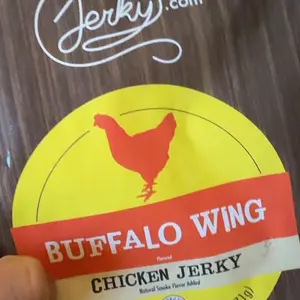 Jerky.com
BUFFALO WING
Flavored
CHICKEN JERKY
Natural Smoke Flavor Added